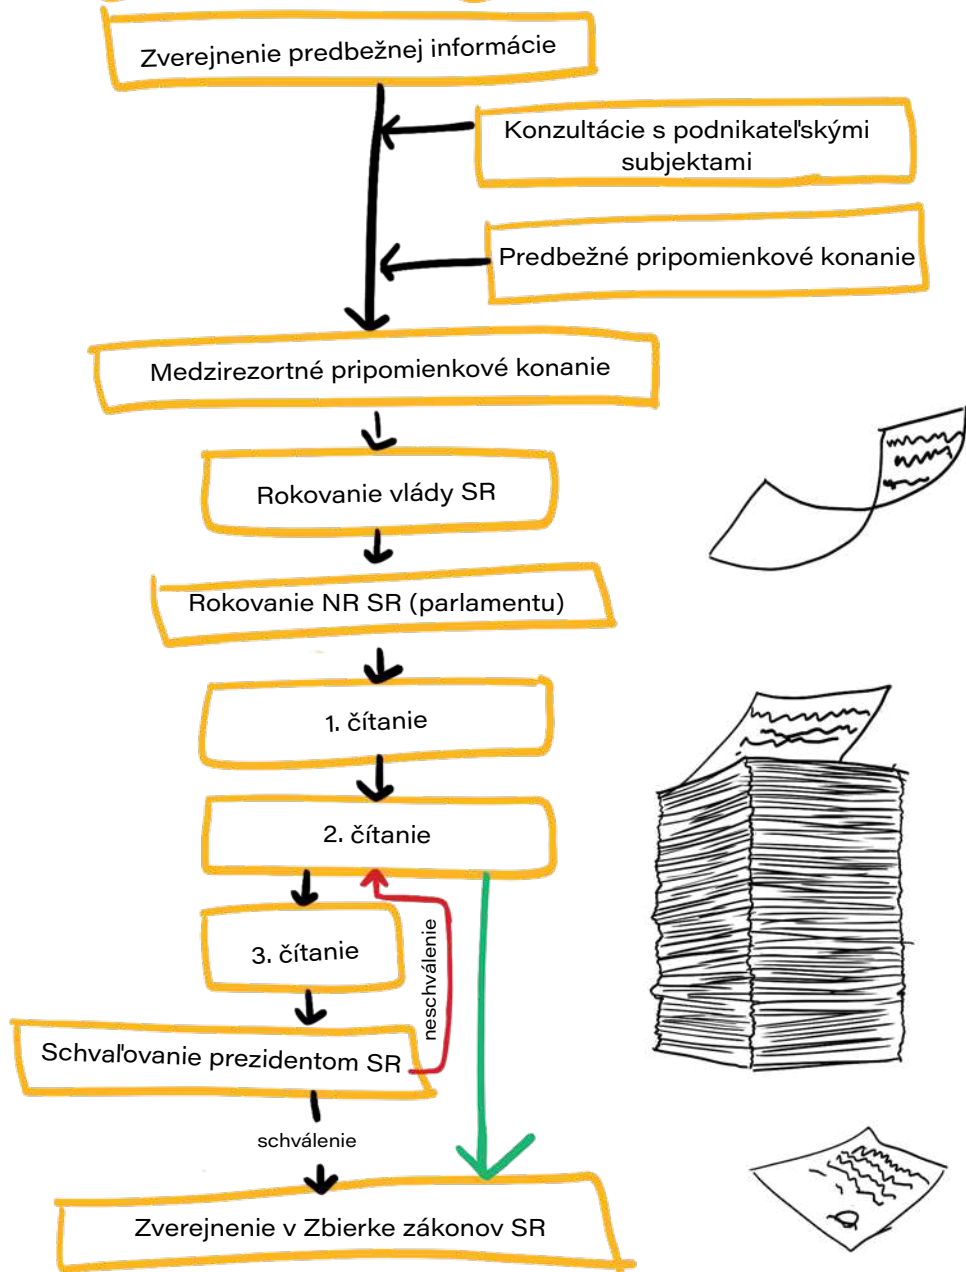 Zverejnenie predbežnej informácie
Konzultácie s podnikateľskými
subjektami
Predbežné pripomienkové konanie
Medzirezortné pripomienkové konanie
Rokovanie vlády SR
Rokovanie NR SR (parlamentu)
1. čítanie
2. čítanie
3. čítanie
neschválenie
Schvaľovanie prezidentom SR
schválenie
Zverejnenie v Zbierke zákonov SR